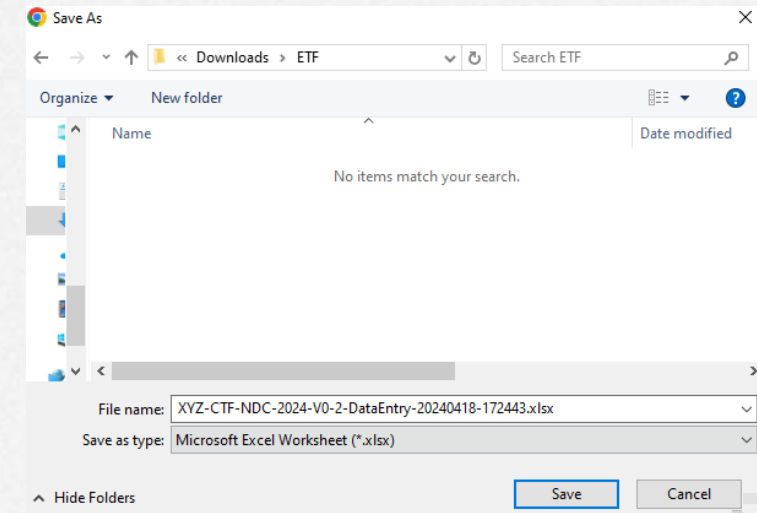 Save As
« Downloads > ETF
Search ETF
Organize
New folder
Name
Date modified
No items match your search.
File name: XYZ-CTF-NDC-2024-V0-2-DataEntry-20240418-172443.xlsx
Save as type: Microsoft Excel Worksheet (*.xlsx)
Hide Folders
Save
Cancel